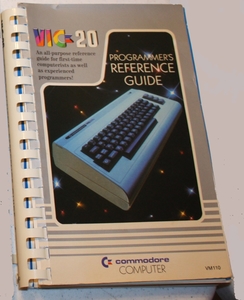 VIC-20
An all-purpose reference
guide for first-time
computerists as well
as experienced
programmers!
PROGRAMMER'S
REFERENCE
GUIDE
commodore
COMPUTER
VM110